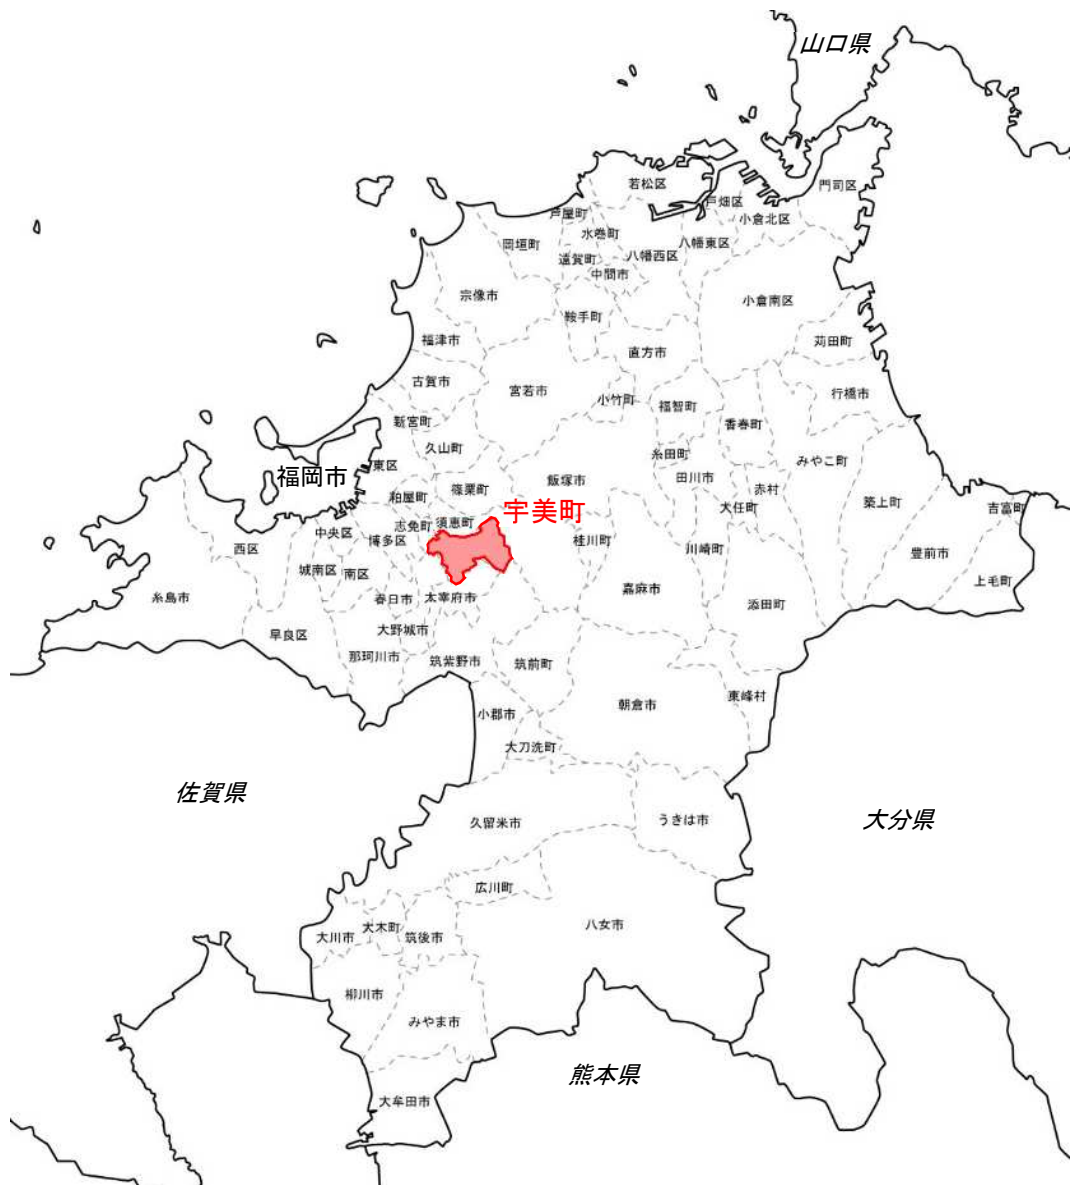 山口県
若松区
門司区
戸畑区
芦屋町
小倉北区
水巻町
岡垣町
八幡東区
八幡西区
遠賀町
中間市
宗像市
小倉南区
鞍手町
福津市
苅田町
直方市
古賀市
宮若市
行橋市
小竹町
福智町
新宮町
香春町
久山町
糸田町
みやこ町
東区
福岡市
飯塚市
田川市
篠栗町
赤村
粕屋町
築上町
大任町
吉富町
宇美町
須恵町
志免町
中央区
博多区
桂川町
西区
川崎町
豊前市
城南区
南区
上毛町
嘉麻市
糸島市
春日市
太宰府市
添田町
大野城市
早良区
那珂川市
筑紫野市
筑前町
東峰村
朝倉市
小郡市
大刀洗町
佐賀県
久留米市
うきは市
大分県
広川町
八女市
大木町
大川市
筑後市
柳川市
みやま市
熊本県
大牟田市